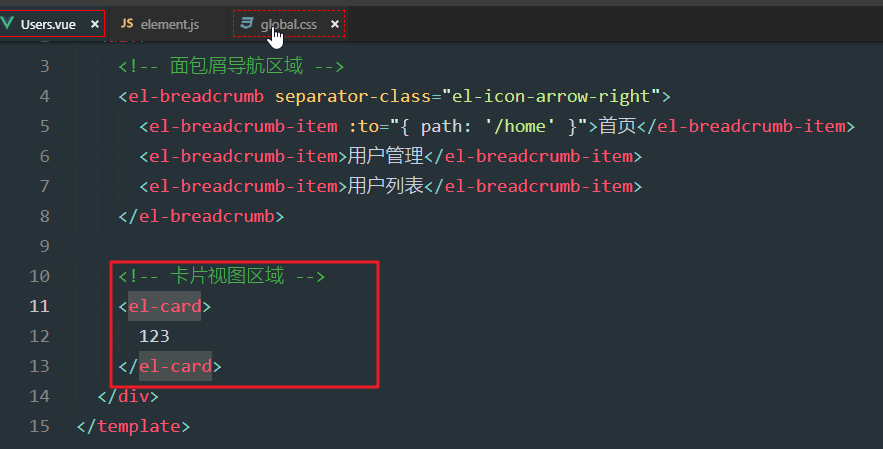 Users.vue × JS element.js global.css ×
3 <!-- 面包屑导航区域 -->
4 <el-breadcrumb separator-class="el-icon-arrow-right">
5 <el-breadcrumb-item :to="{ path: '/home' }">首页</el-breadcrumb-item>
6 <el-breadcrumb-item>用户管理</el-breadcrumb-item>
7 <el-breadcrumb-item>用户列表</el-breadcrumb-item>
8 </el-breadcrumb>
9
10 <!-- 卡片视图区域 -->
11 <el-card>
12 123
13 </el-card>
14 </div>
15 </template>